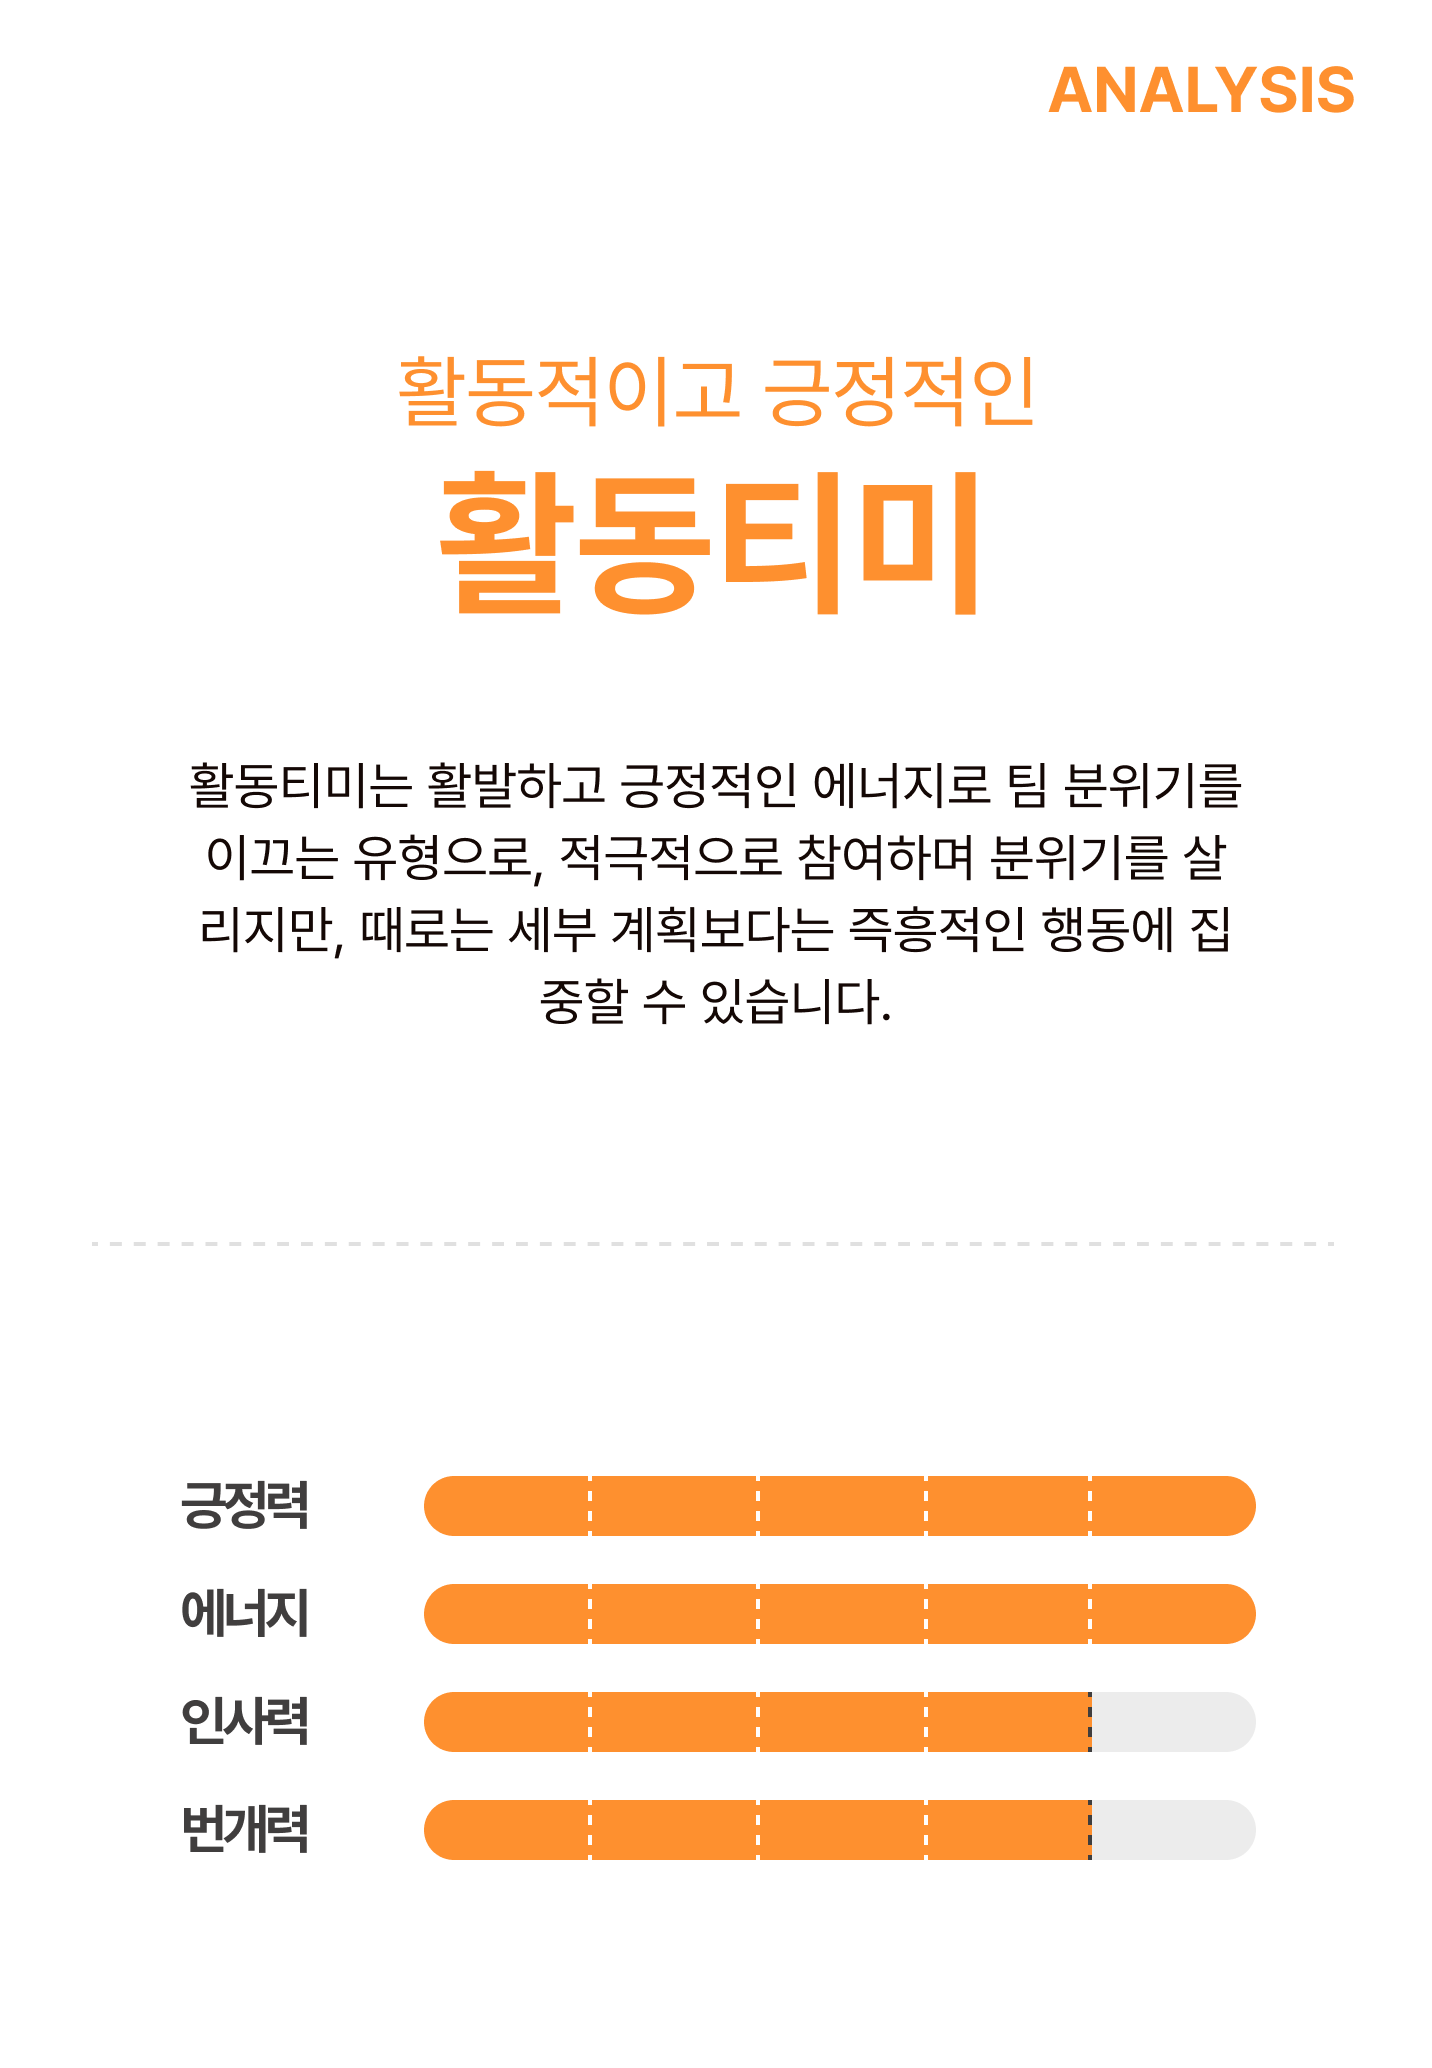 ANALYSIS
활동적이고 긍정적인
활동티미
활동티미는 활발하고 긍정적인 에너지로 팀 분위기를
이끄는 유형으로, 적극적으로 참여하며 분위기를 살
리지만, 때로는 세부 계획보다는 즉흥적인 행동에 집
중할 수 있습니다.
긍정력
에너지
인사력
번개력